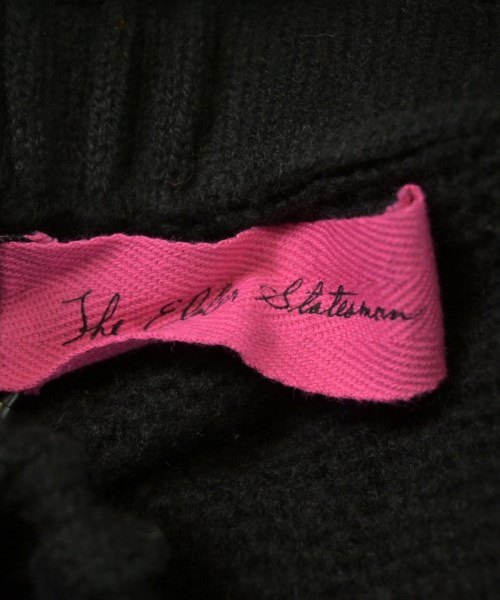 The Elder Statesman